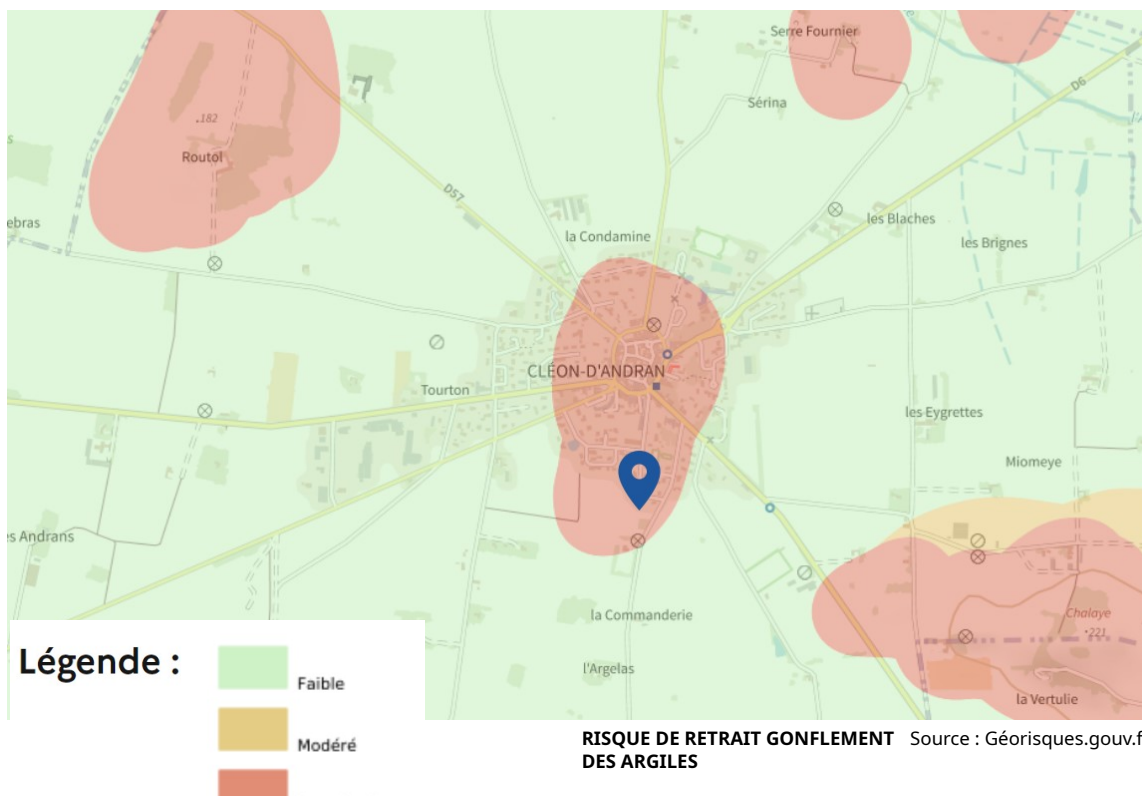 Serre Fournier
D6
Sérina
.182
Routol
D57
ebras
la Condamine
les Blaches
les Brignes
CLÉON-D'ANDRAN
Tourton
les Eygrettes
Miomeye
es Andrans
la Commanderie
Chalaye
•221
l'Argelas
la Vertulie
Légende :
Faible
Modéré
RISQUE DE RETRAIT GONFLEMENT
DES ARGILES
Source : Géorisques.gouv.f